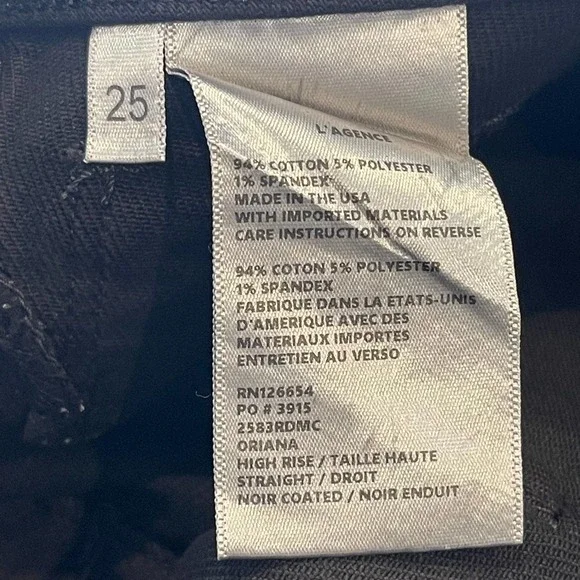 25
L'AGENCE
94% COTTON 5% POLYESTER
1% SPANDEX
MADE IN THE USA
WITH IMPORTED MATERIALS
CARE INSTRUCTIONS ON REVERSE
94% COTON 5% POLYESTER
1% SPANDEX
FABRIQUE DANS LA ETATS-UNIS
D'AMERIQUE AVEC DES
MATERIAUX IMPORTES
ENTRETIEN AU VERSO
RN126654
PO # 3915
2583RDMC
ORIANA
HIGH RISE / TAILLE HAUTE
STRAIGHT / DROIT
NOIR COATED / NOIR ENDUIT